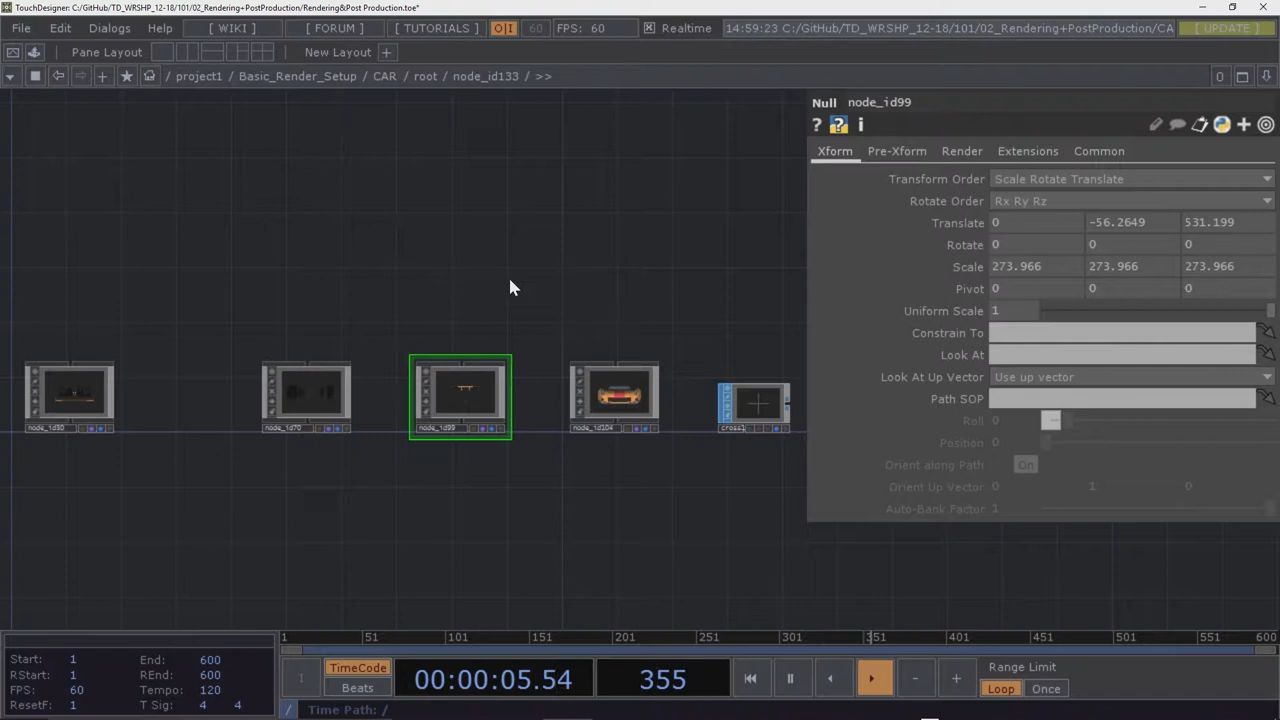 TouchDesigner: C:/GitHub/TD_WRSHP_12-18/101/02_Rendering+PostProduction/Rendering&Post Production.toe*
File Edit Dialogs Help [ WIKI ] [ FORUM ] [ TUTORIALS ] O|I 60 FPS: 60 Realtime 14:59:23 C:/GitHub/TD_WRSHP_12-18/101/02_Rendering+PostProduction/CA [ UPDATE ]
Pane Layout New Layout +
/ project1 / Basic_Render_Setup / CAR / root / node_id133 / >> 0
Null node_id99
? ? i
Xform Pre-Xform Render Extensions Common
Transform Order Scale Rotate Translate
Rotate Order Rx Ry Rz
Translate 0 -56.2649 531.199
Rotate 0 0 0
Scale 273.966 273.966 273.966
Pivot 0 0 0
Uniform Scale 1
Constrain To
Look At
Look At Up Vector Use up vector
Path SOP
Roll 0
Position 0
Orient along Path On
Orient Up Vector 0 1 0
Auto-Bank Factor 1
node_id70 node_id99 node_id104 cross1
1 51 101 151 201 251 301 351 401 451 501 551 600
Start: 1 End: 600
RStart: 1 REnd: 600
FPS: 60 Tempo: 120
ResetF: 1 T Sig: 4 4
1 TimeCode Beats 00:00:05.54 355 - + Range Limit
Loop Once
/ Time Path: /